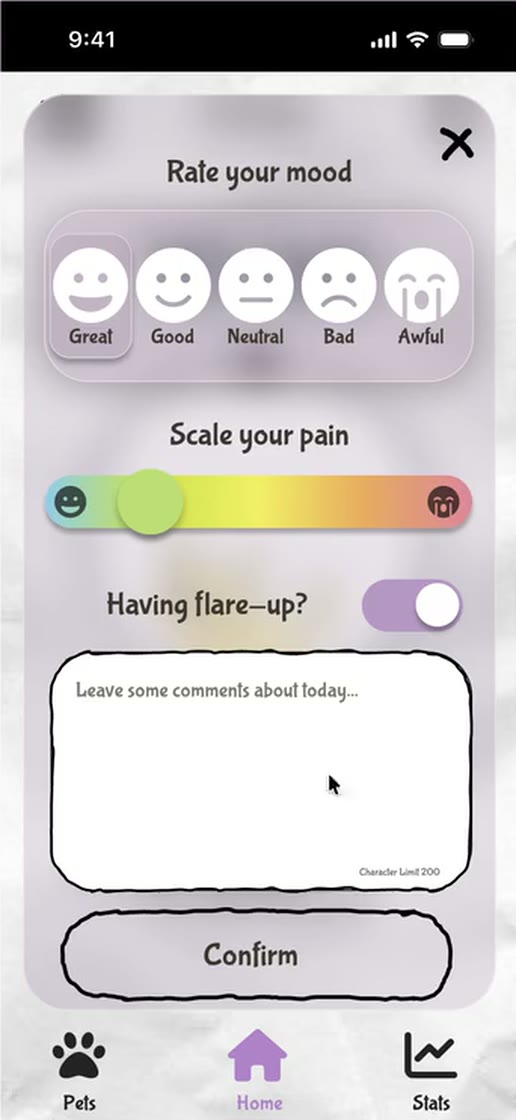 9:41
Rate your mood
Great Good Neutral Bad Awful
Scale your pain
Having flare-up?
Leave some comments about today...
Character Limit 200
Confirm
Pets Home Stats